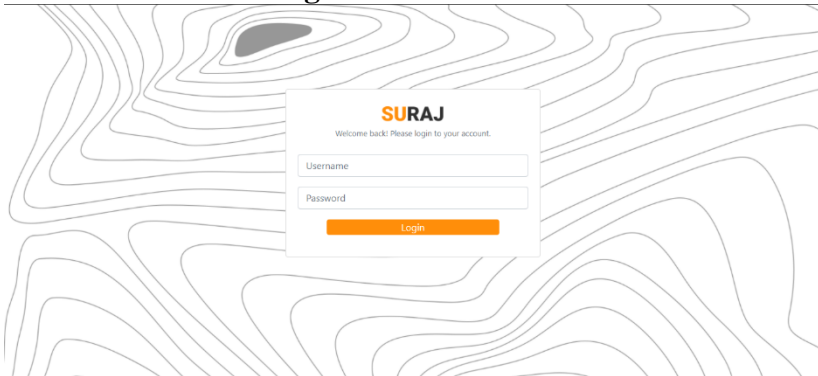 SURAJ
Welcome back! Please login to your account.
Username
Password
Login